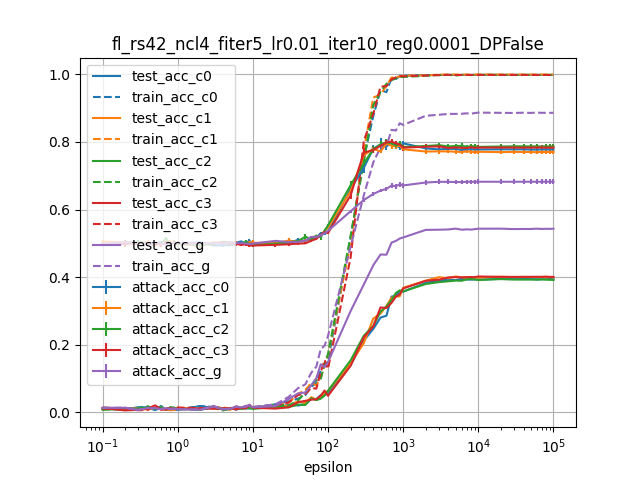 fl_rs42_ncl4_fiter5_lr0.01_iter10_reg0.0001_DPFalse
1.0
0.8
0.6
0.4
0.2
0.0
test_acc_c0
train_acc_c0
test_acc_c1
train_acc_c1
test_acc_c2
train_acc_c2
test_acc_c3
train_acc_c3
test_acc_g
train_acc_g
attack_acc_c0
attack_acc_c1
attack_acc_c2
attack_acc_c3
attack_acc_g
10⁻¹ 10⁰ 10¹ 10² 10³ 10⁴ 10⁵
epsilon